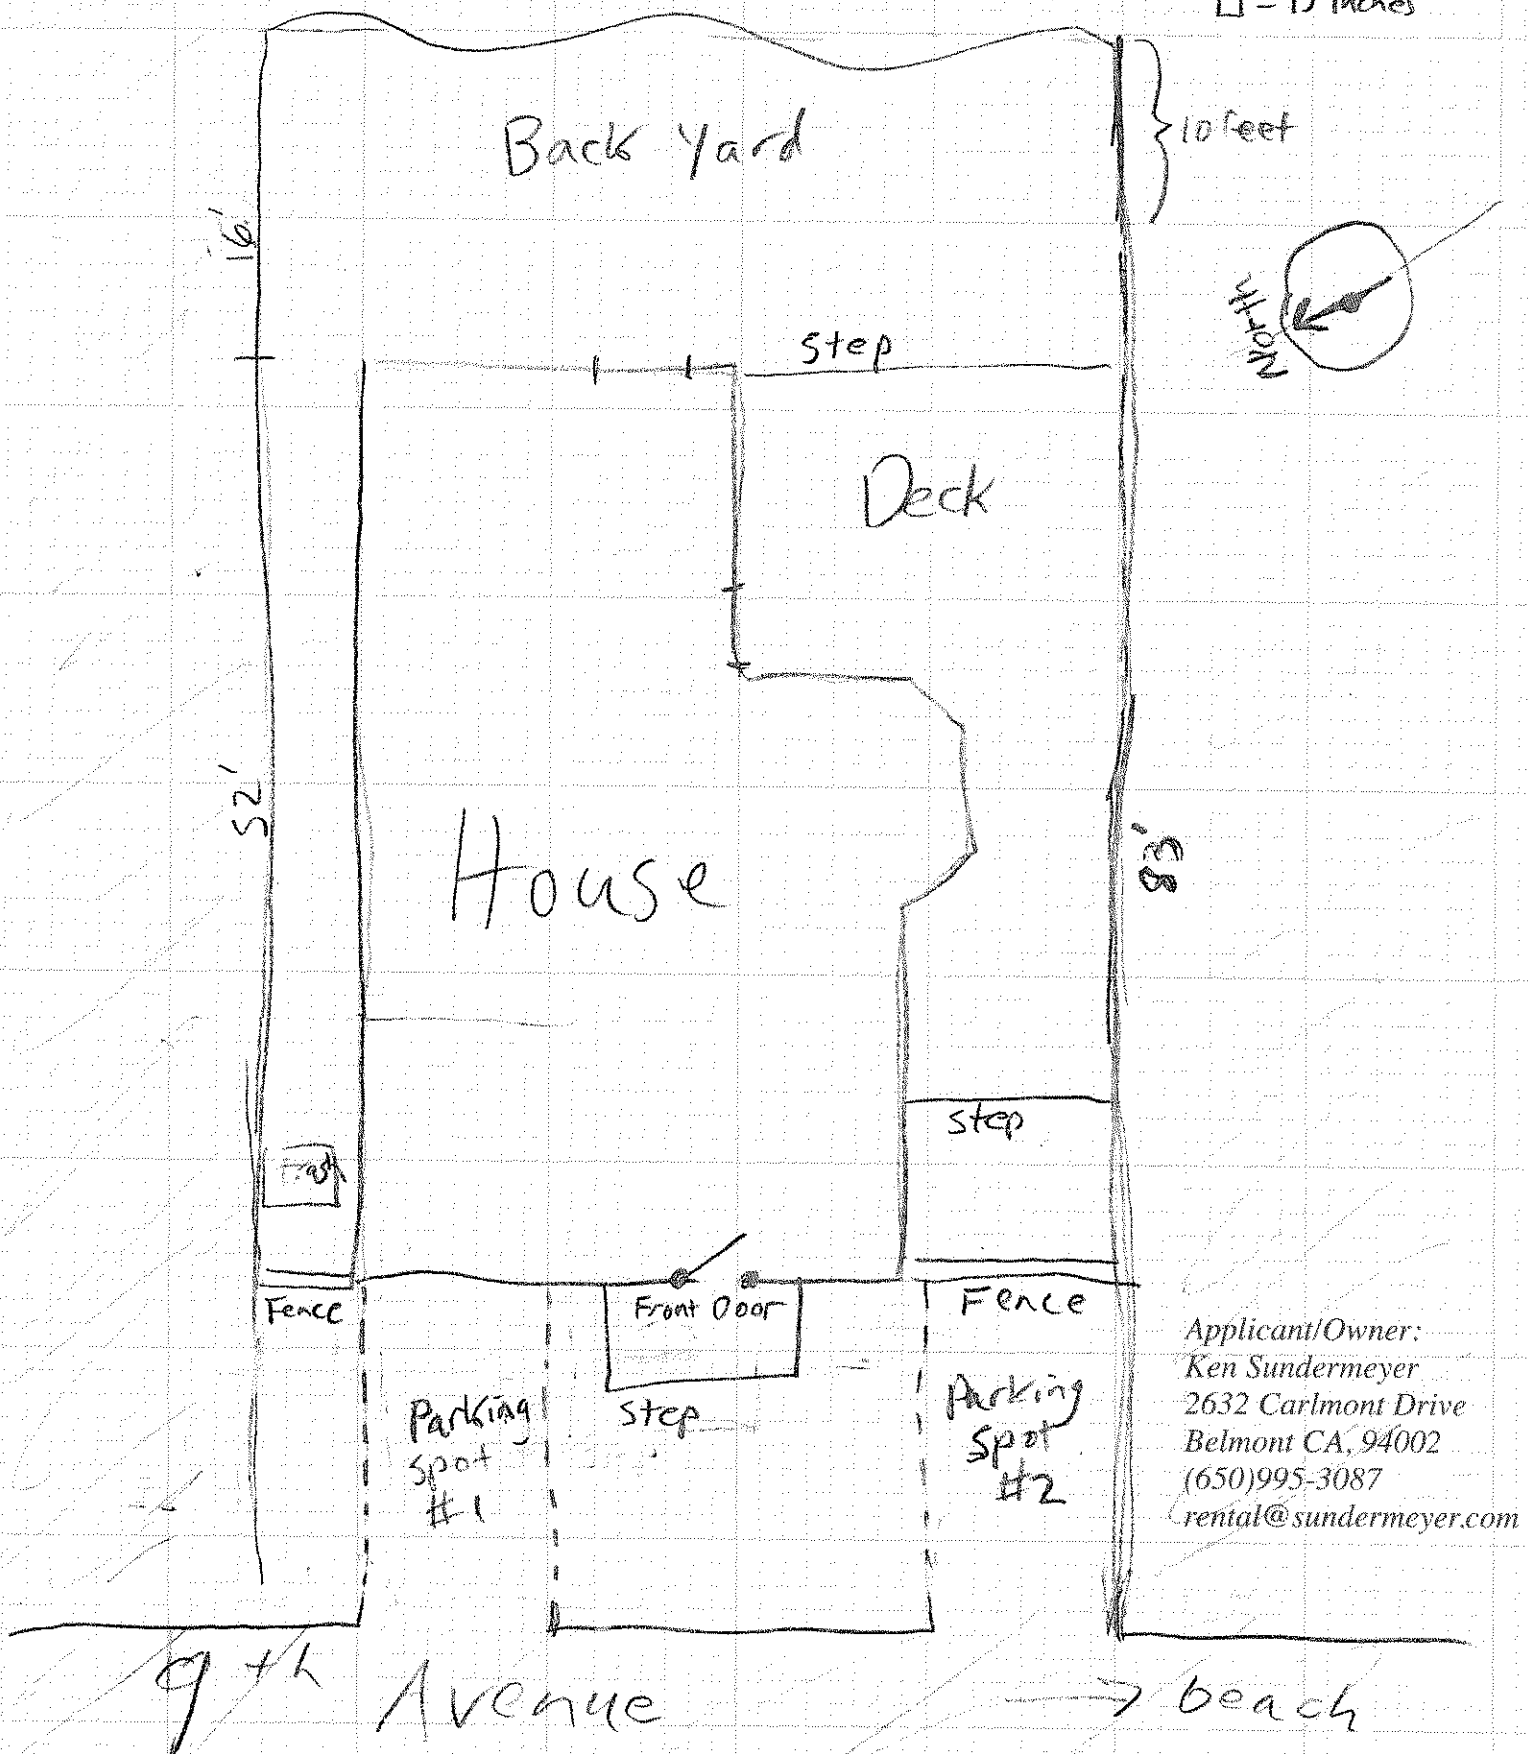 = 15 inches
Back Yard
10 feet
16'
North
Step
Deck
52'
House
83'
step
Trash
Fence
Front Door
Fence
Step
Parking
spot
#1
Parking
spot
#2
Applicant/Owner:
Ken Sundermeyer
2632 Carlmont Drive
Belmont CA, 94002
(650)995-3087
rental@sundermeyer.com
9th Avenue → beach